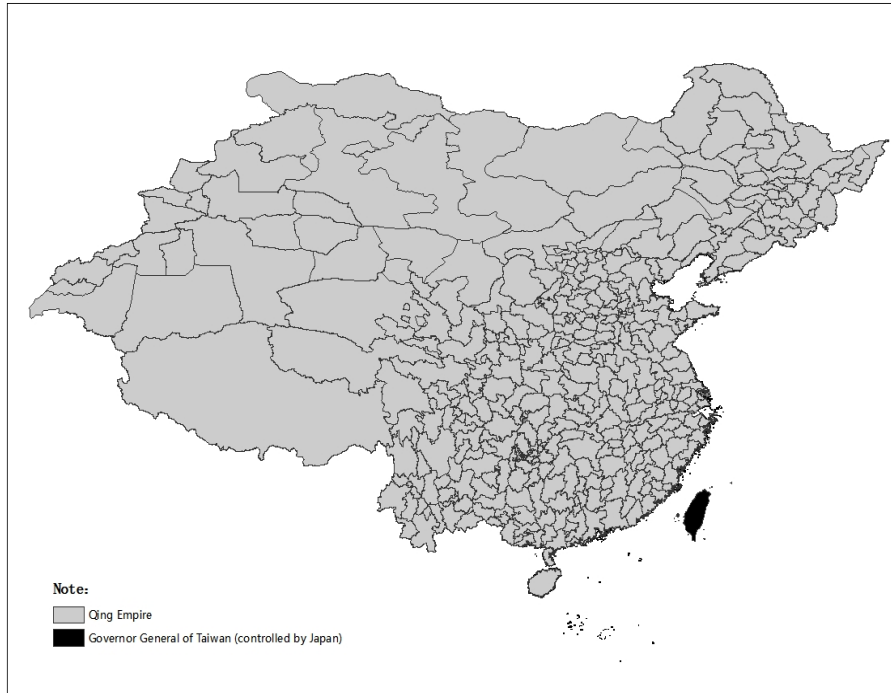 Note:
Qing Empire
Governor General of Taiwan (controlled by Japan)